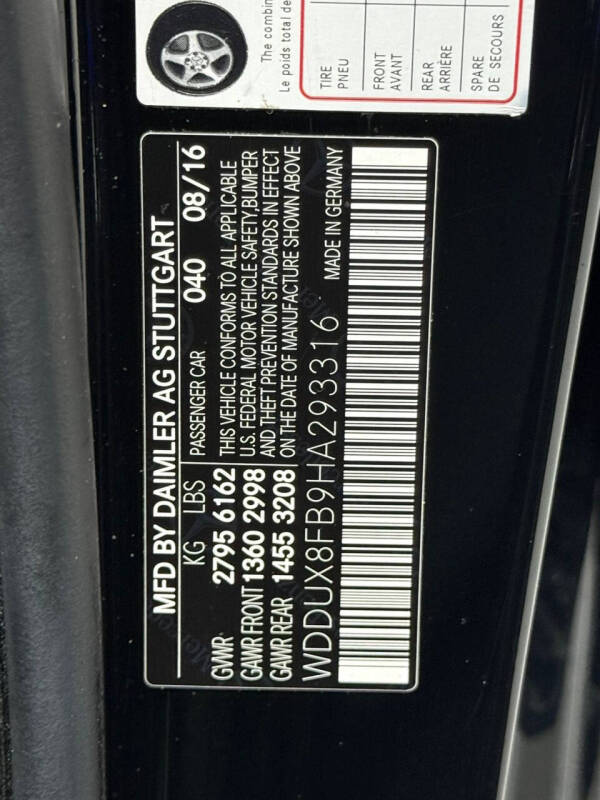 The combin
Le poids total de
TIRE
PNEU
FRONT
AVANT
REAR
ARRIÈRE
SPARE
DE SECOURS
MFD BY DAIMLER AG STUTTGART
KG LBS PASSENGER CAR 040 08/16
GVWR 2795 6162
GAWR FRONT 1360 2998
GAWR REAR 1455 3208
THIS VEHICLE CONFORMS TO ALL APPLICABLE
U.S. FEDERAL MOTOR VEHICLE SAFETY,BUMPER
AND THEFT PREVENTION STANDARDS IN EFFECT
ON THE DATE OF MANUFACTURE SHOWN ABOVE
WDDUX8FB9HA293316 MADE IN GERMANY